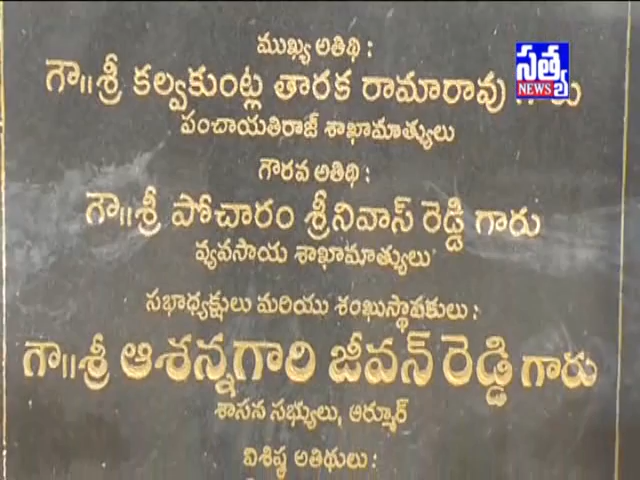 ముఖ్య అతిథి :
గౌ॥శ్రీ కల్వకుంట్ల తారక రామారావు
సత్య
NEWS
పంచాయతిరాజ్ శాఖామాత్యులు
గౌరవ అతిథి :
గౌ॥శ్రీ పోచారం శ్రీనివాస్ రెడ్డి గారు
వ్యవసాయ శాఖామాత్యులు
సభాధ్యక్షులు మరియు శంఖుస్థాపకులు :
గౌ॥శ్రీ ఆశన్నగారి జీవన్ రెడ్డి గారు
శాసన సభ్యులు, ఆర్మూర్
విశిష్ఠ అతిథులు :